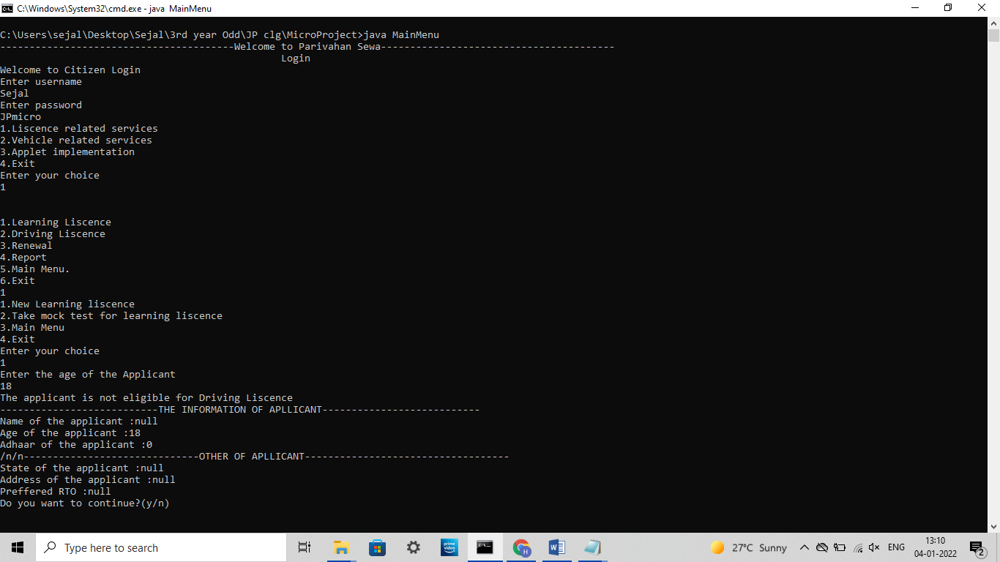 C:\Windows\System32\cmd.exe - java  MainMenu
C:\Users\sejal\Desktop\Sejal\3rd year Odd\JP clg\MicroProject>java MainMenu
----------------------------------------Welcome to Parivahan Sewa----------------------------------------
Login
Welcome to Citizen Login
Enter username
Sejal
Enter password
JPmicro
1.Liscence related services
2.Vehicle related services
3.Applet implementation
4.Exit
Enter your choice
1
1.Learning Liscence
2.Driving Liscence
3.Renewal
4.Report
5.Main Menu.
6.Exit
1
1.New Learning liscence
2.Take mock test for learning liscence
3.Main Menu
4.Exit
Enter your choice
1
Enter the age of the Applicant
18
The applicant is not eligible for Driving Liscence
---------------------------THE INFORMATION OF APLLICANT---------------------------
Name of the applicant :null
Age of the applicant :18
Adhaar of the applicant :0
/n/n------------------------------OTHER OF APLLICANT-----------------------------------
State of the applicant :null
Address of the applicant :null
Preffered RTO :null
Do you want to continue?(y/n)
Type here to search
prime video
H
W
27°C Sunny
ENG
13:10
04-01-2022
2